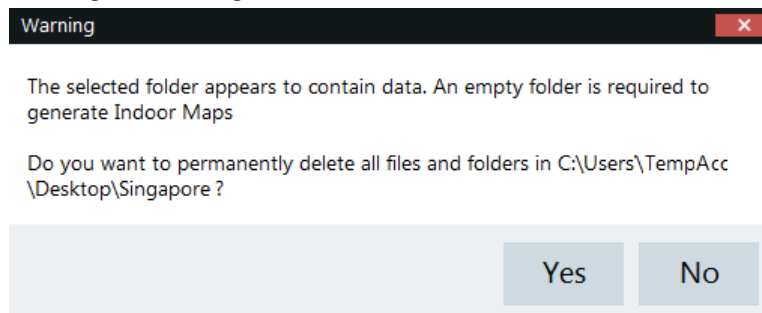 Warning
The selected folder appears to contain data. An empty folder is required to
generate Indoor Maps
Do you want to permanently delete all files and folders in C:\Users\TempAcc
\Desktop\Singapore ?
Yes No